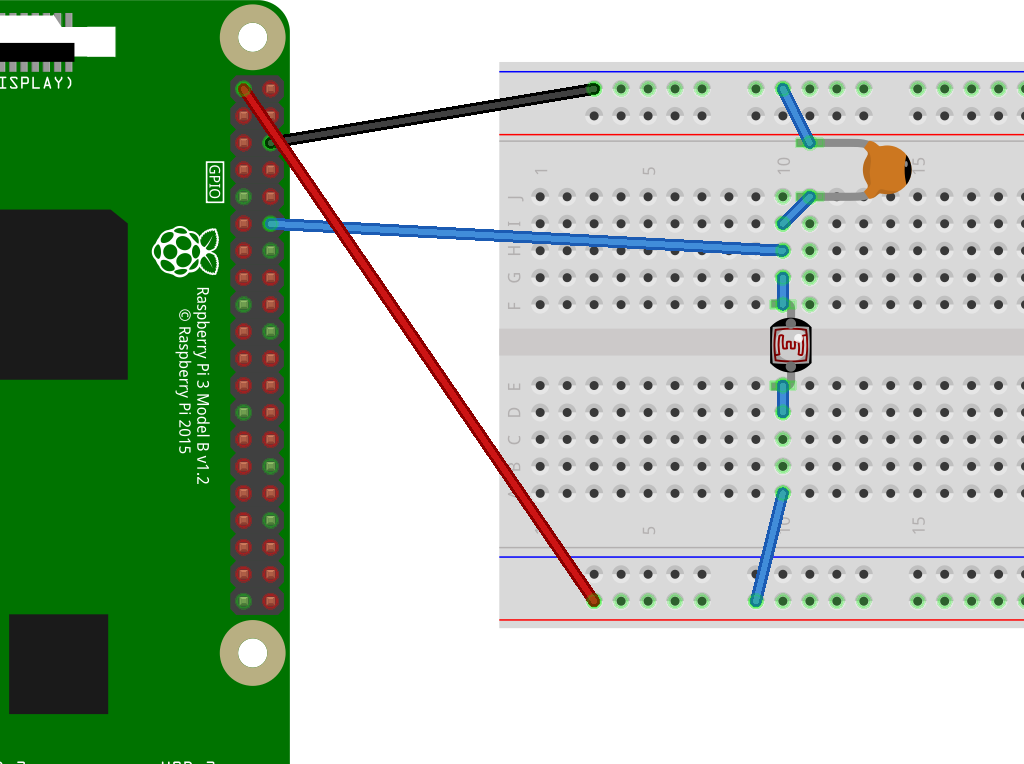 ISPLAY)
GPIO
Raspberry Pi 3 Model B v1.2
© Raspberry Pi 2015
1
5
10
15
J
I
H
G
F
E
D
C
B
A
5
10
15